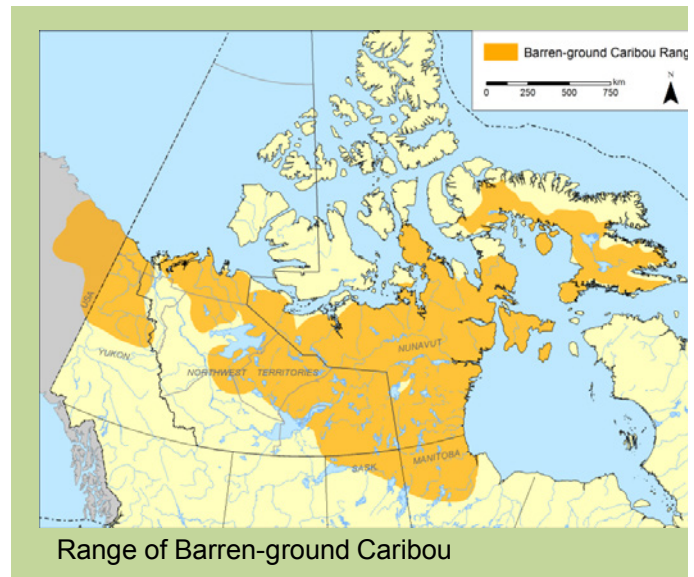 Barren-ground Caribou Rang
km
0 250 500 750
N
USA
YUKON
NORTHWEST TERRITORIES
NUNAVUT
SASK.
MANITOBA
Range of Barren-ground Caribou